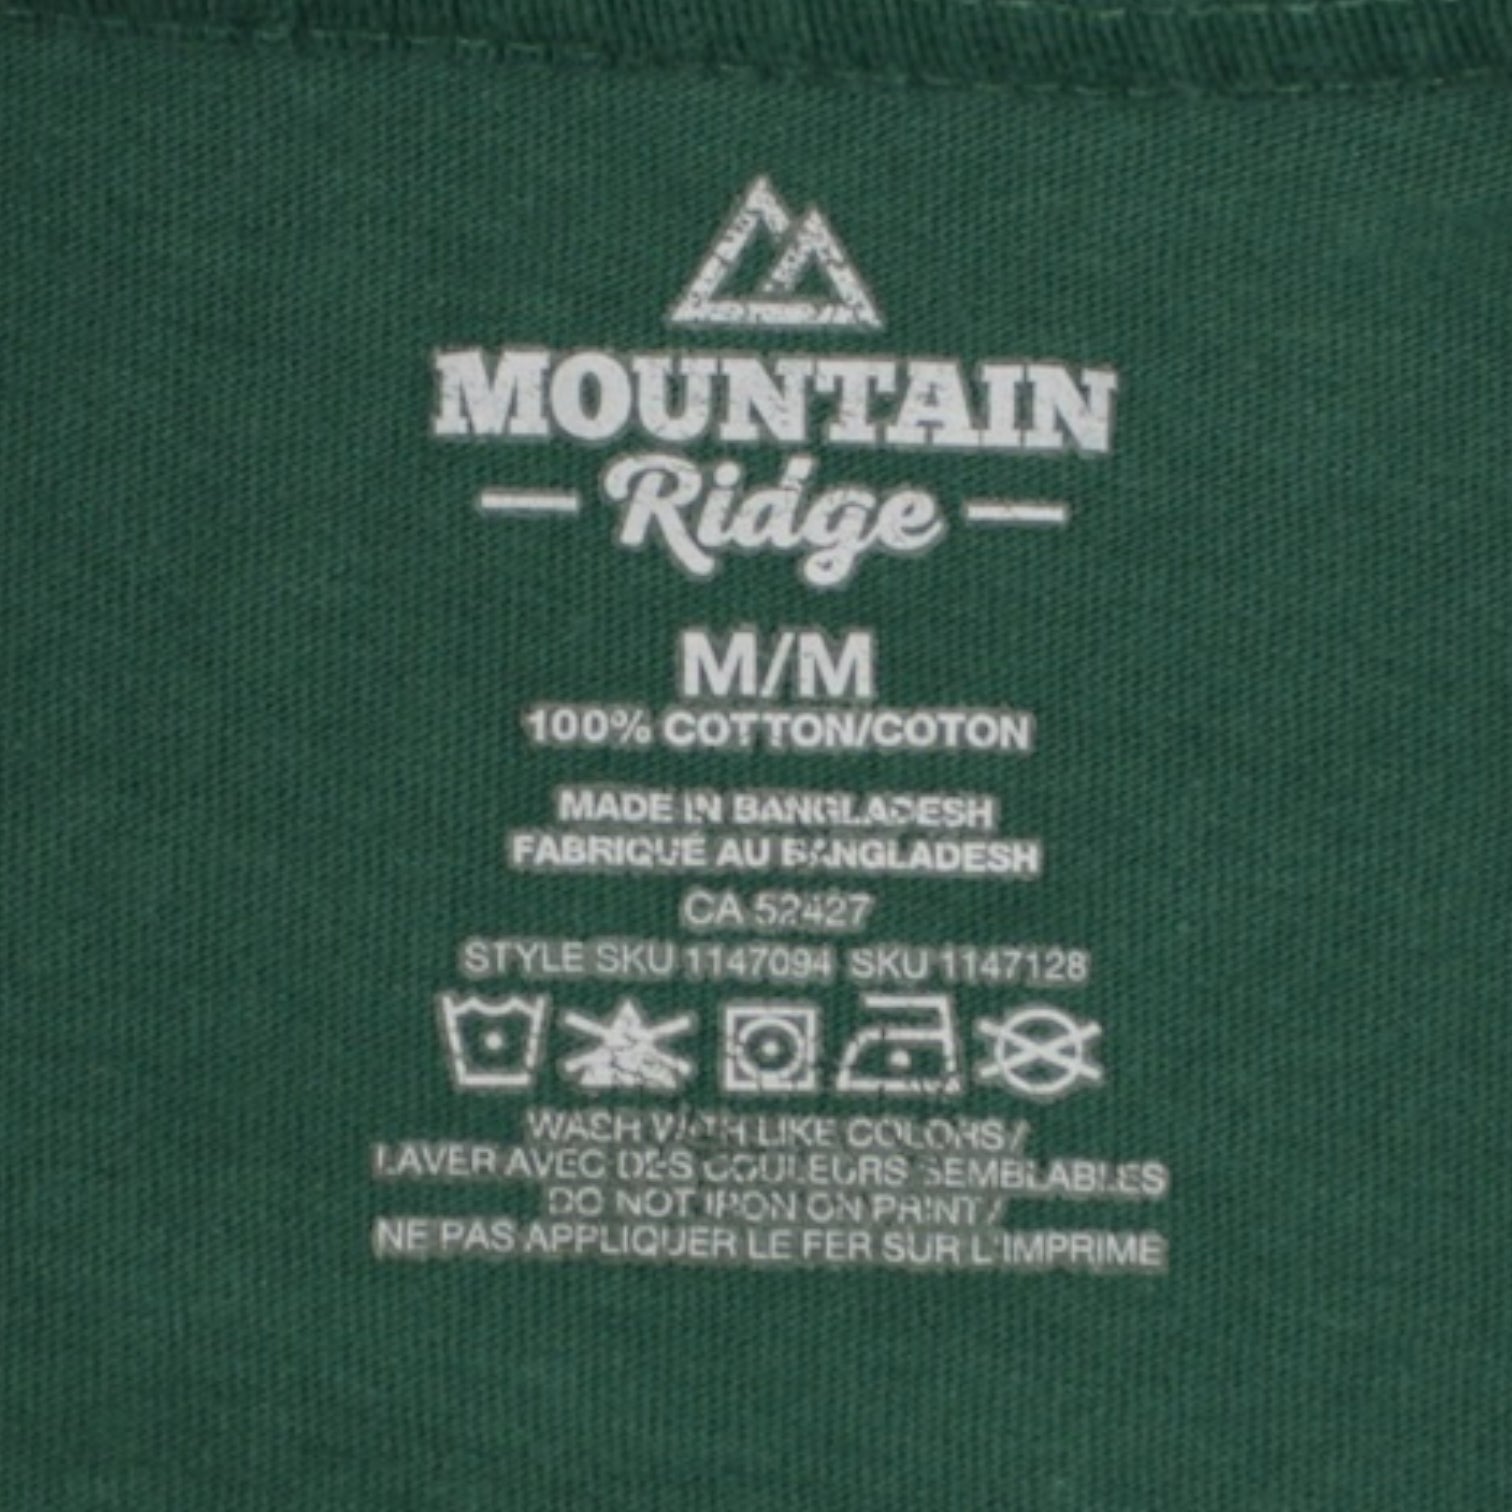 MOUNTAIN
Ridge
M/M
100% COTTON/COTON
MADE IN BANGLADESH
FABRIQUÉ AU BANGLADESH
CA 52427
STYLE SKU 1147094 SKU 1147128
WASH WITH LIKE COLORS /
LAVER AVEC DES COULEURS SEMBLABLES
DO NOT IRON ON PRINT /
NE PAS APPLIQUER LE FER SUR L'IMPRIME